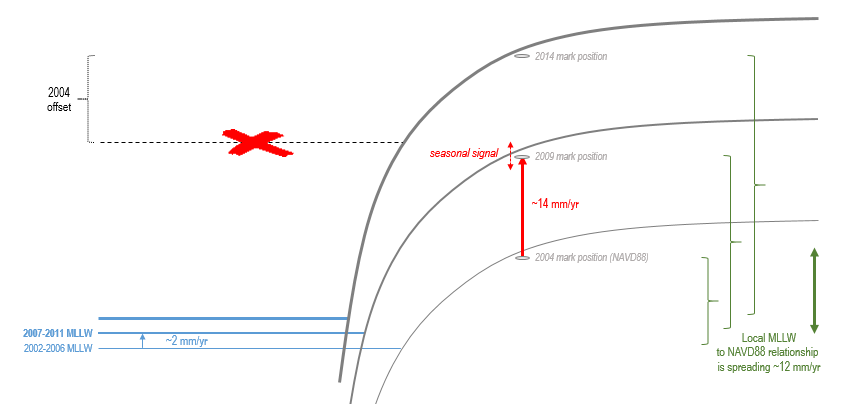 2014 mark position
2004
offset
seasonal signal
2009 mark position
~14 mm/yr
2004 mark position (NAVD88)
2007-2011 MLLW
~2 mm/yr
2002-2006 MLLW
Local MLLW
to NAVD88 relationship
is spreading ~12 mm/yr